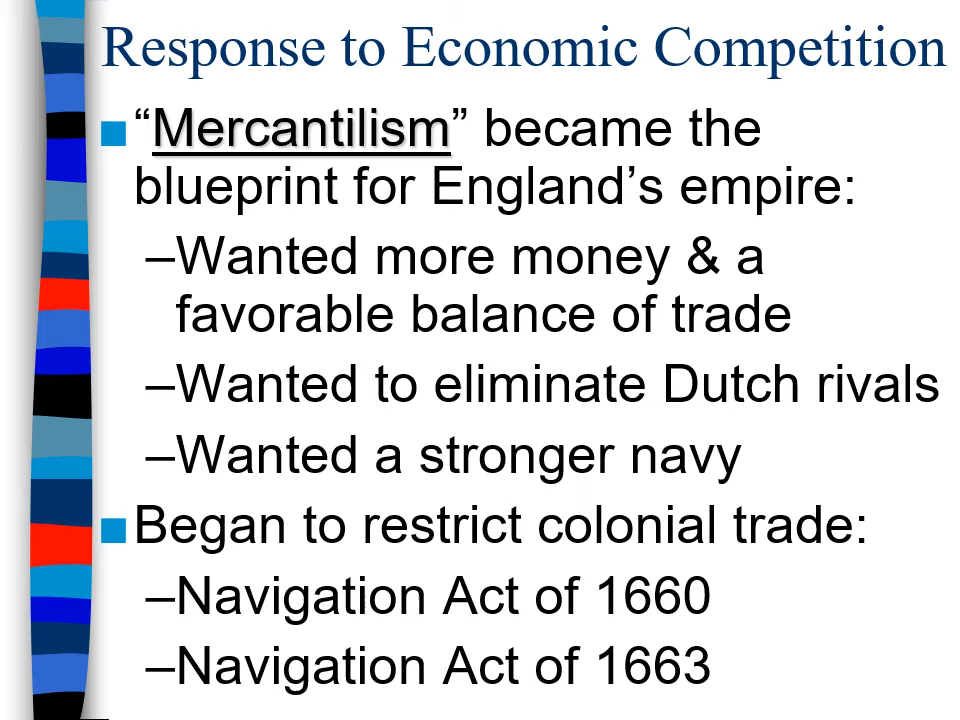 Response to Economic Competition
■“Mercantilism” became the
blueprint for England’s empire:
–Wanted more money & a
favorable balance of trade
–Wanted to eliminate Dutch rivals
–Wanted a stronger navy
■Began to restrict colonial trade:
–Navigation Act of 1660
–Navigation Act of 1663